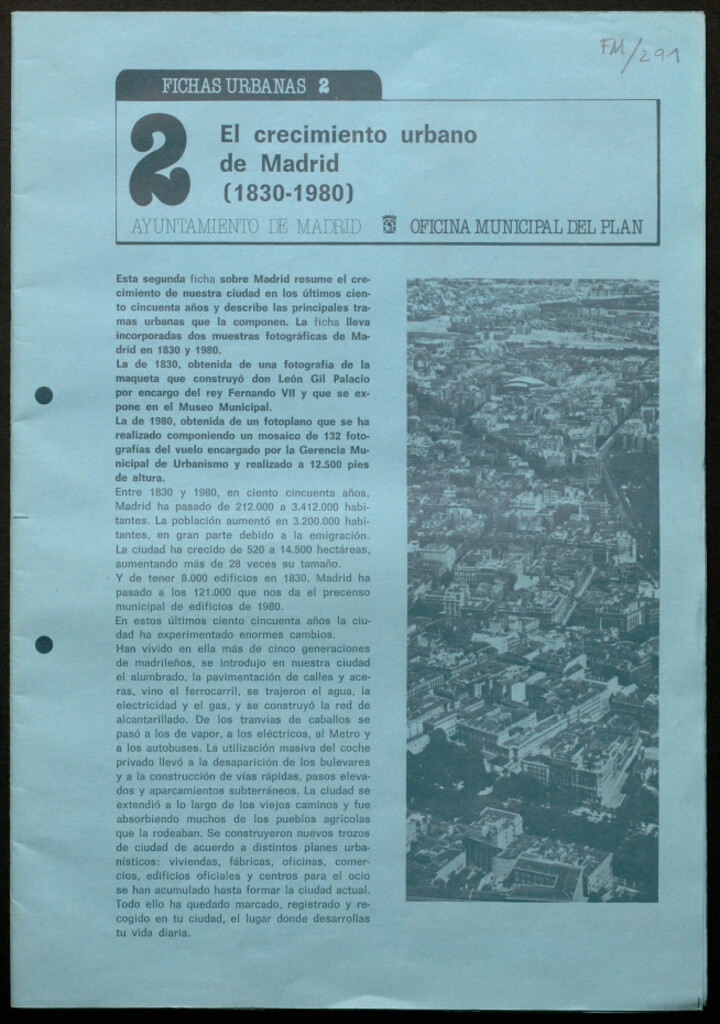 FM/291
FICHAS URBANAS 2
2
El crecimiento urbano
de Madrid
(1830-1980)
AYUNTAMIENTO DE MADRID OFICINA MUNICIPAL DEL PLAN
Esta segunda ficha sobre Madrid resume el cre-
cimiento de nuestra ciudad en los últimos cien-
to cincuenta años y describe las principales tra-
mas urbanas que la componen. La ficha lleva
incorporadas dos muestras fotográficas de Ma-
drid en 1830 y 1980.
La de 1830, obtenida de una fotografía de la
maqueta que construyó don León Gil Palacio
por encargo del rey Fernando VII y que se ex-
pone en el Museo Municipal.
La de 1980, obtenida de un fotoplano que se ha
realizado componiendo un mosaico de 132 foto-
grafías del vuelo encargado por la Gerencia Mu-
nicipal de Urbanismo y realizado a 12.500 pies
de altura.
Entre 1830 y 1980, en ciento cincuenta años,
Madrid ha pasado de 212.000 a 3.412.000 habi-
tantes. La población aumentó en 3.200.000 habi-
tantes, en gran parte debido a la emigración.
La ciudad ha crecido de 520 a 14.500 hectáreas,
aumentando más de 28 veces su tamaño.
Y de tener 8.000 edificios en 1830, Madrid ha
pasado a los 121.000 que nos da el precenso
municipal de edificios de 1980.
En estos últimos ciento cincuenta años la ciu-
dad ha experimentado enormes cambios.
Han vivido en ella más de cinco generaciones
de madrileños, se introdujo en nuestra ciudad
el alumbrado, la pavimentación de calles y ace-
ras, vino el ferrocarril, se trajeron el agua, la
electricidad y el gas, y se construyó la red de
alcantarillado. De los tranvías de caballos se
pasó a los de vapor, a los eléctricos, al Metro y
a los autobuses. La utilización masiva del coche
privado llevó a la desaparición de los bulevares
y a la construcción de vías rápidas, pasos eleva-
dos y aparcamientos subterráneos. La ciudad se
extendió a lo largo de los viejos caminos y fue
absorbiendo muchos de los pueblos agrícolas
que la rodeaban. Se construyeron nuevos trozos
de ciudad de acuerdo a distintos planes urba-
nísticos: viviendas, fábricas, oficinas, comer-
cios, edificios oficiales y centros para el ocio
se han acumulado hasta formar la ciudad actual.
Todo ello ha quedado marcado, registrado y re-
cogido en tu ciudad, el lugar donde desarrollas
tu vida diaria.